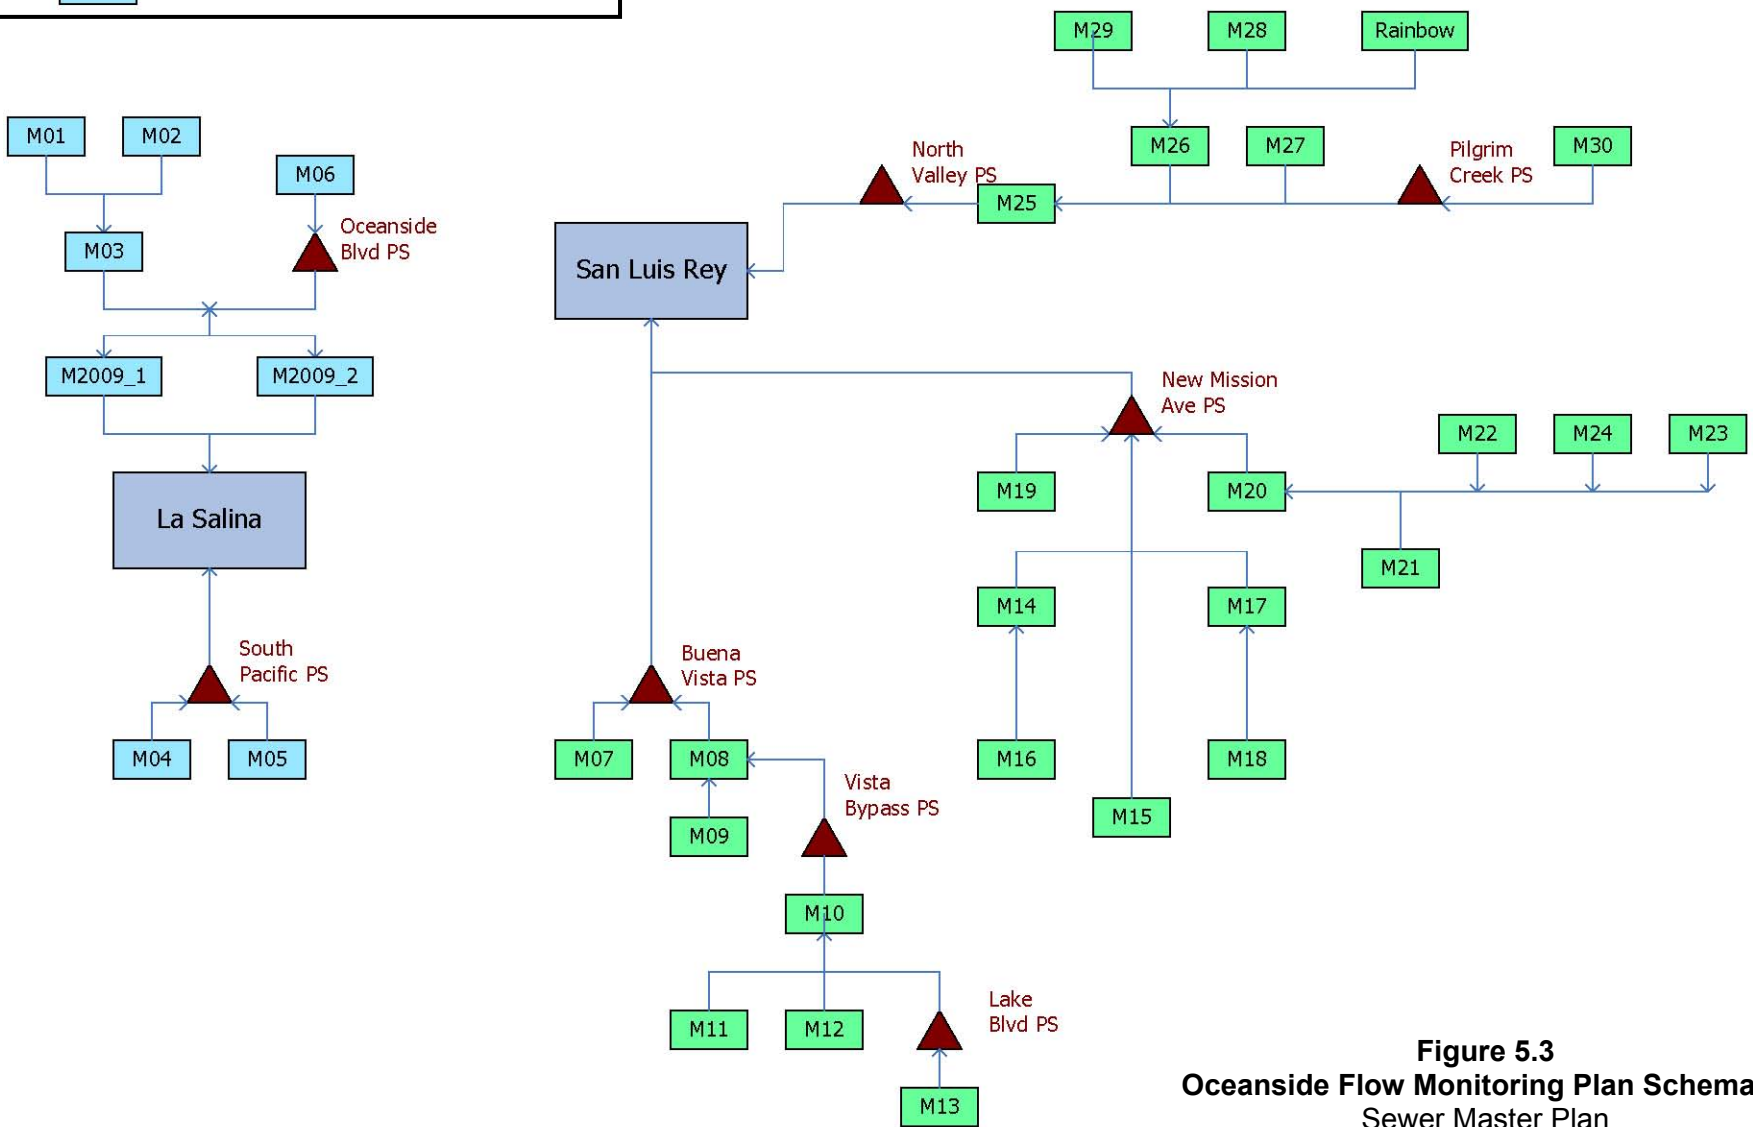 M29
M28
Rainbow
M01
M02
M06
M26
M27
M30
North
Valley PS
Pilgrim
Creek PS
M25
Oceanside
Blvd PS
M03
San Luis Rey
M2009_1
M2009_2
New Mission
Ave PS
M22
M24
M23
M19
M20
La Salina
M21
M14
M17
South
Pacific PS
Buena
Vista PS
M04
M05
M07
M08
M16
M18
Vista
Bypass PS
M15
M09
M10
M11
M12
Lake
Blvd PS
M13
Figure 5.3
Oceanside Flow Monitoring Plan Schema
Sewer Master Plan